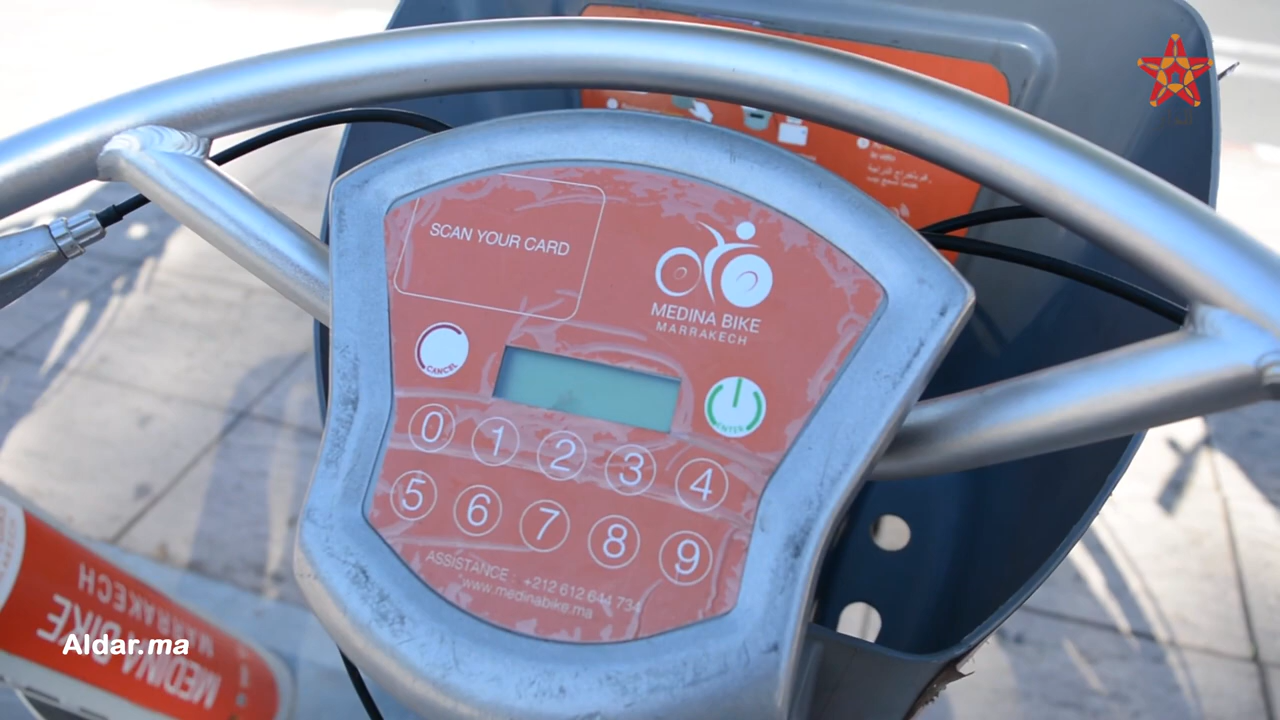 SCAN YOUR CARD
MEDINA BIKE
MARRAKECH
CANCEL
ENTER
0 1 2 3 4
5 6 7 8 9
ASSISTANCE : +212 612 644 734
www.medinabike.ma
MEDINA BIKE
MARRAKECH
Aldar.ma